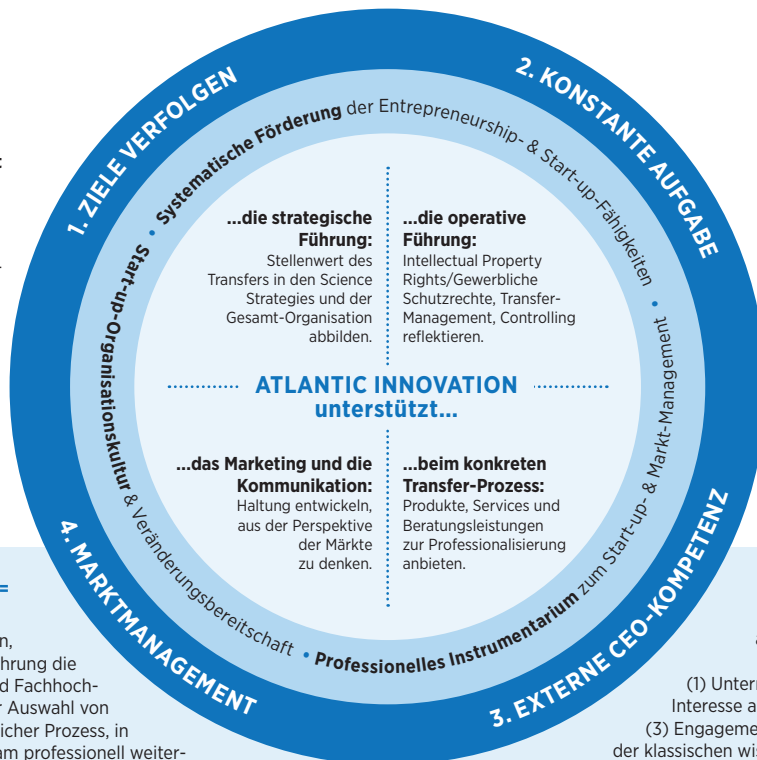 1. ZIELE VERFOLGEN
2. KONSTANTE AUFGABE
3. EXTERNE CEO-KOMPETENZ
4. MARKTMANAGEMENT
Systematische Förderung der Entrepreneurship- & Start-up-Fähigkeiten •
Professionelles Instrumentarium zum Start-up- & Markt-Management
• Start-up-Organisationskultur & Veränderungsbereitschaft •
...die strategische
Führung:
Stellenwert des
Transfers in den Science
Strategies und der
Gesamt-Organisation
abbilden.
...die operative
Führung:
Intellectual Property
Rights/Gewerbliche
Schutzrechte, Transfer-
Management, Controlling
reflektieren.
ATLANTIC INNOVATION
unterstützt...
...das Marketing und die
Kommunikation:
Haltung entwickeln,
aus der Perspektive
der Märkte
zu denken.
...beim konkreten
Transfer-Prozess:
Produkte, Services und
Beratungsleistungen
zur Professionalisierung
anbieten.
n,
hrung die
d Fachhoch-
r Auswahl von
licher Prozess, in
am professionell weiter-
(1) Untern
Interesse a
(3) Engageme
der klassischen wis